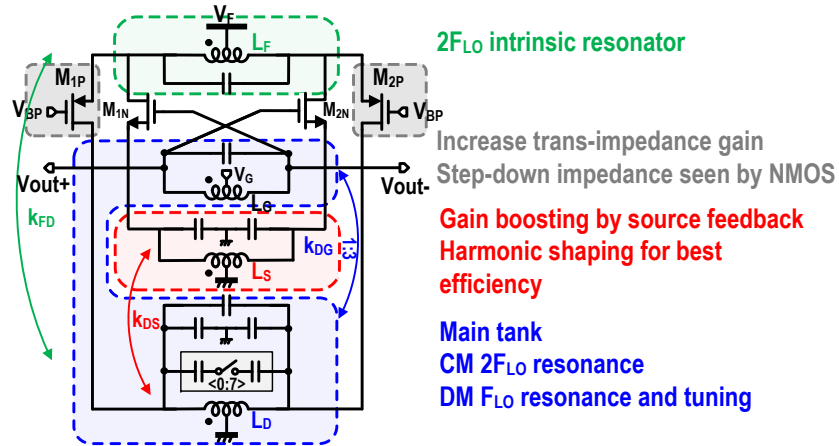 V_F
L_F
2F_LO intrinsic resonator
M_1P
M_2P
V_BP
M_1N
M_2N
V_BP
Increase trans-impedance gain
Step-down impedance seen by NMOS
Vout+
V_G
Vout-
L_G
k_FD
k_DG
1:3
Gain boosting by source feedback
Harmonic shaping for best
efficiency
L_S
k_DS
Main tank
CM 2F_LO resonance
DM F_LO resonance and tuning
<0:7>
L_D